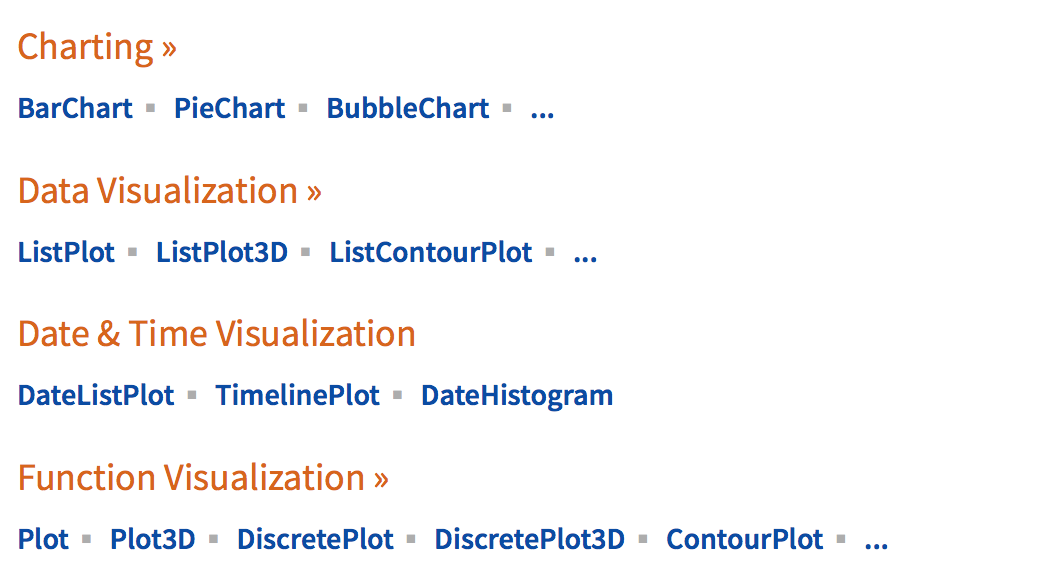 Charting »
BarChart ▪ PieChart ▪ BubbleChart ▪ ...
Data Visualization »
ListPlot ▪ ListPlot3D ▪ ListContourPlot ▪ ...
Date & Time Visualization
DateListPlot ▪ TimelinePlot ▪ DateHistogram
Function Visualization »
Plot ▪ Plot3D ▪ DiscretePlot ▪ DiscretePlot3D ▪ ContourPlot ▪ ...